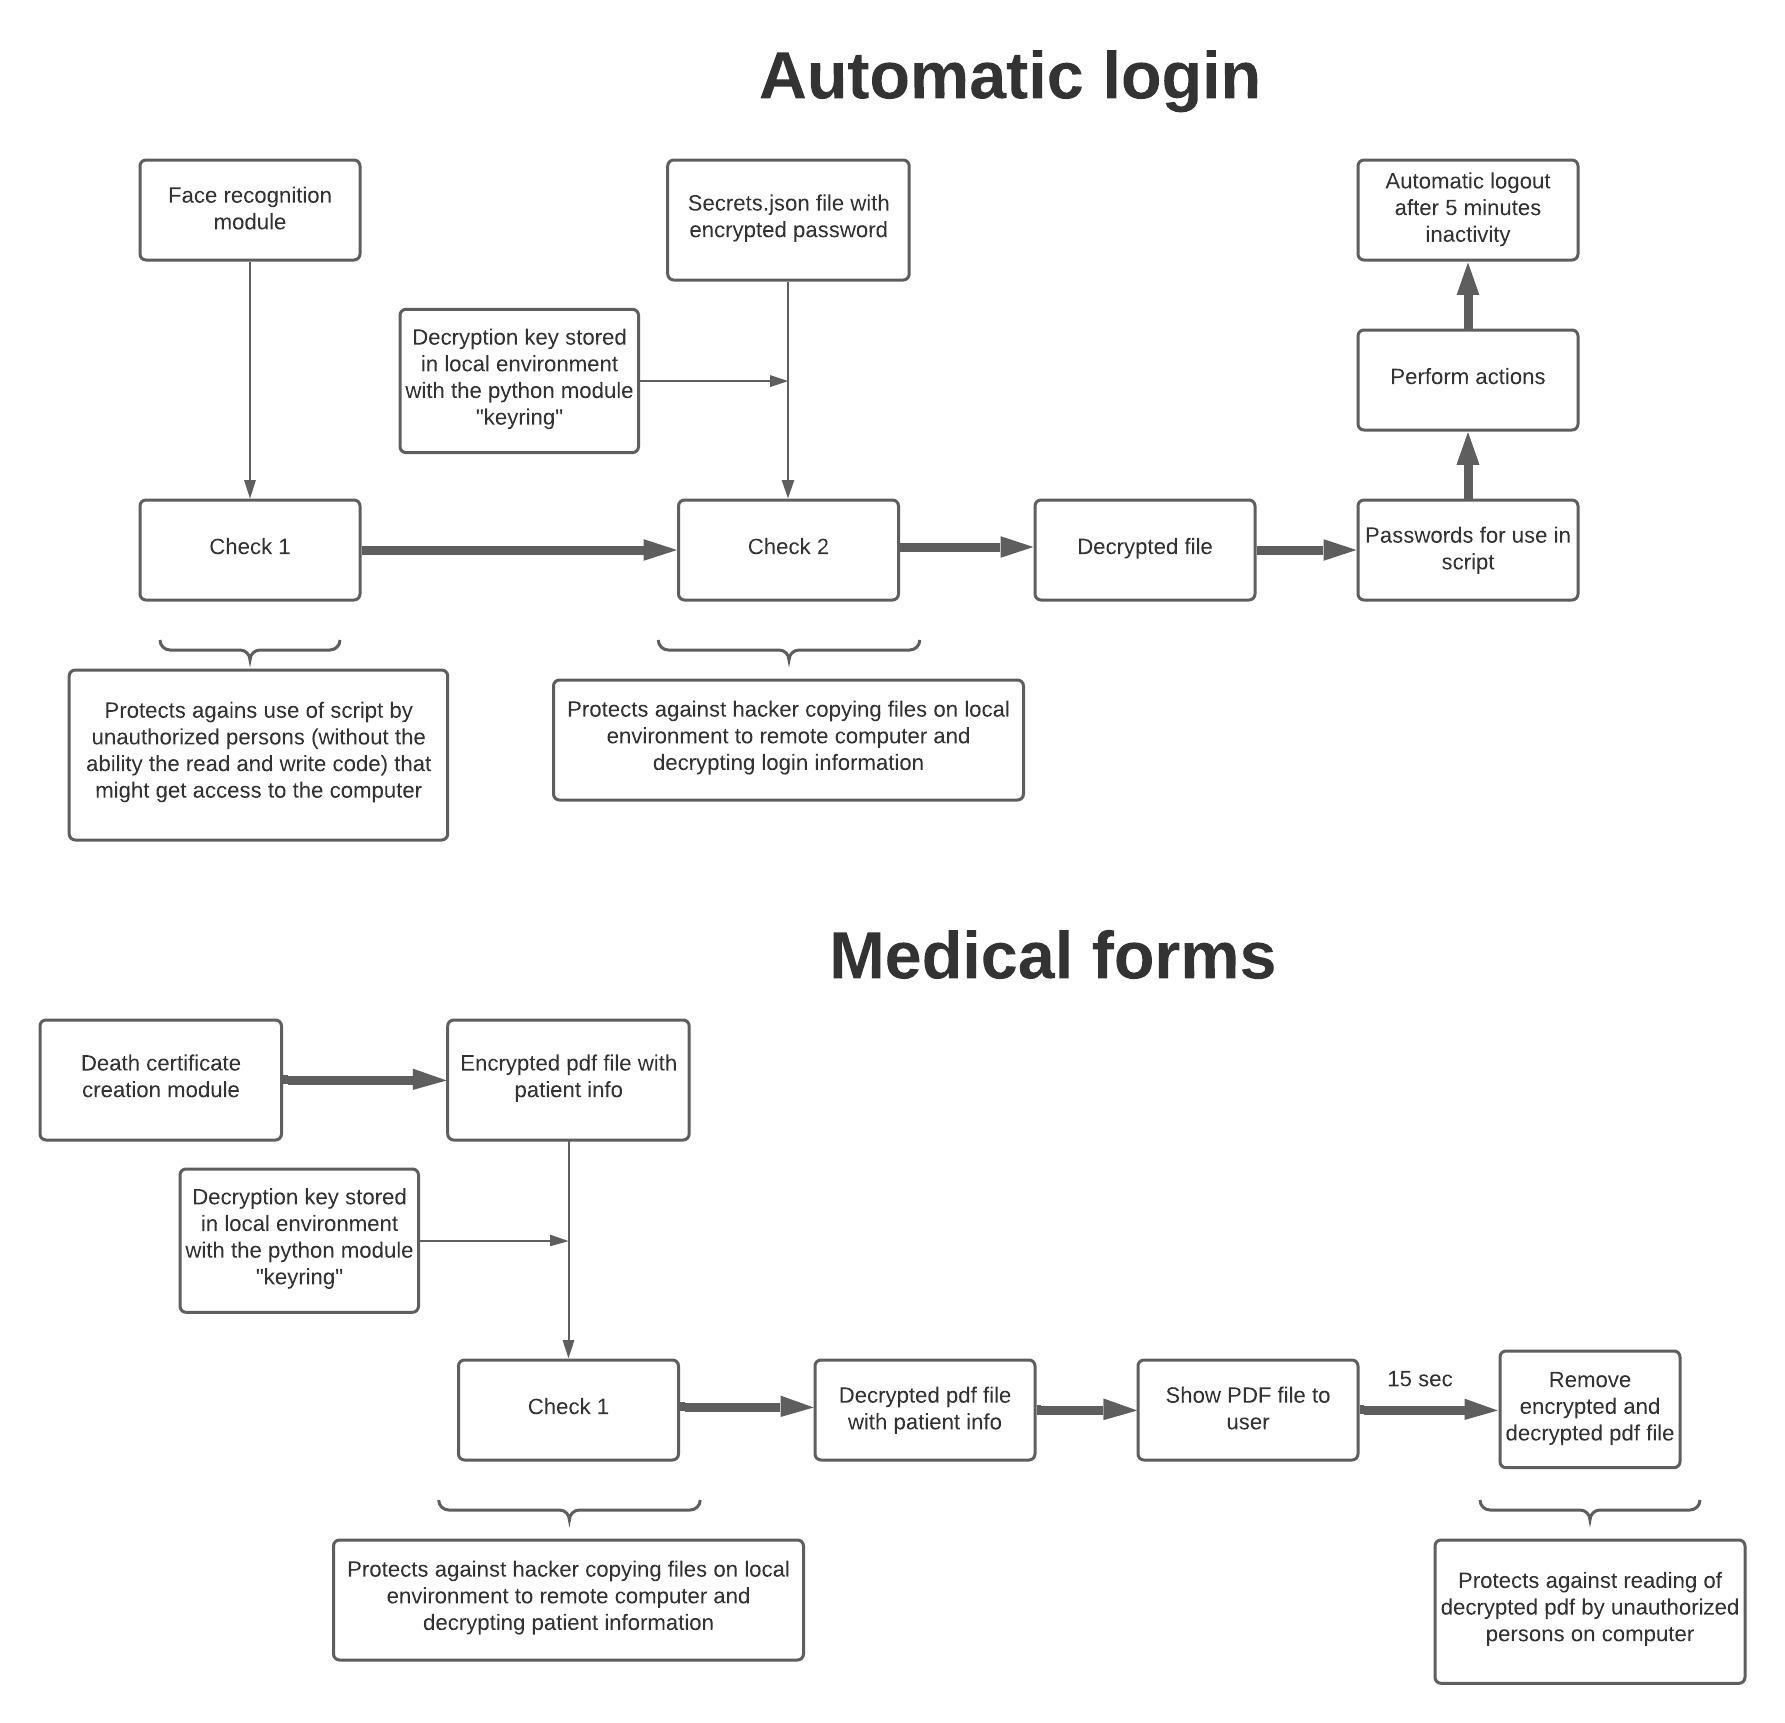 Automatic login
Face recognition
module
Secrets.json file with
encrypted password
Automatic logout
after 5 minutes
inactivity
Decryption key stored
in local environment
with the python module
"keyring"
Perform actions
Check 1
Check 2
Decrypted file
Passwords for use in
script
Protects agains use of script by
unauthorized persons (without the
ability the read and write code) that
might get access to the computer
Protects against hacker copying files on local
environment to remote computer and
decrypting login information
Medical forms
Death certificate
creation module
Encrypted pdf file with
patient info
Decryption key stored
in local environment
with the python module
"keyring"
Check 1
Decrypted pdf file
with patient info
Show PDF file to
user
15 sec
Remove
encrypted and
decrypted pdf file
Protects against hacker copying files on local
environment to remote computer and
decrypting patient information
Protects against reading of
decrypted pdf by unauthorized
persons on computer